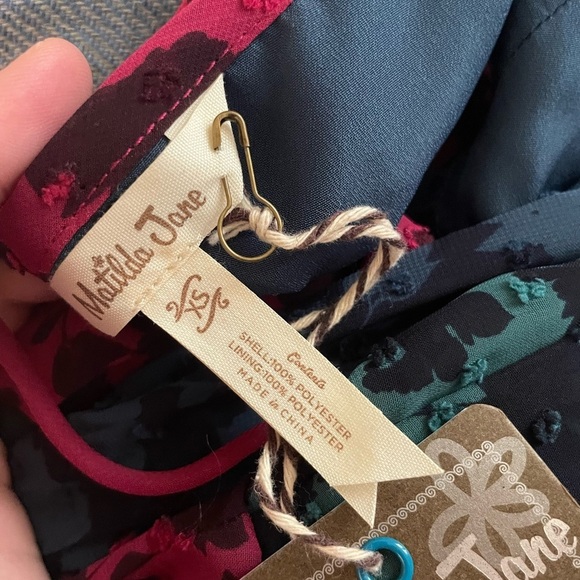 Matilda Jane
XS
Contents
SHELL:100% POLYESTER
LINING:100% POLYESTER
MADE in CHINA
Jane